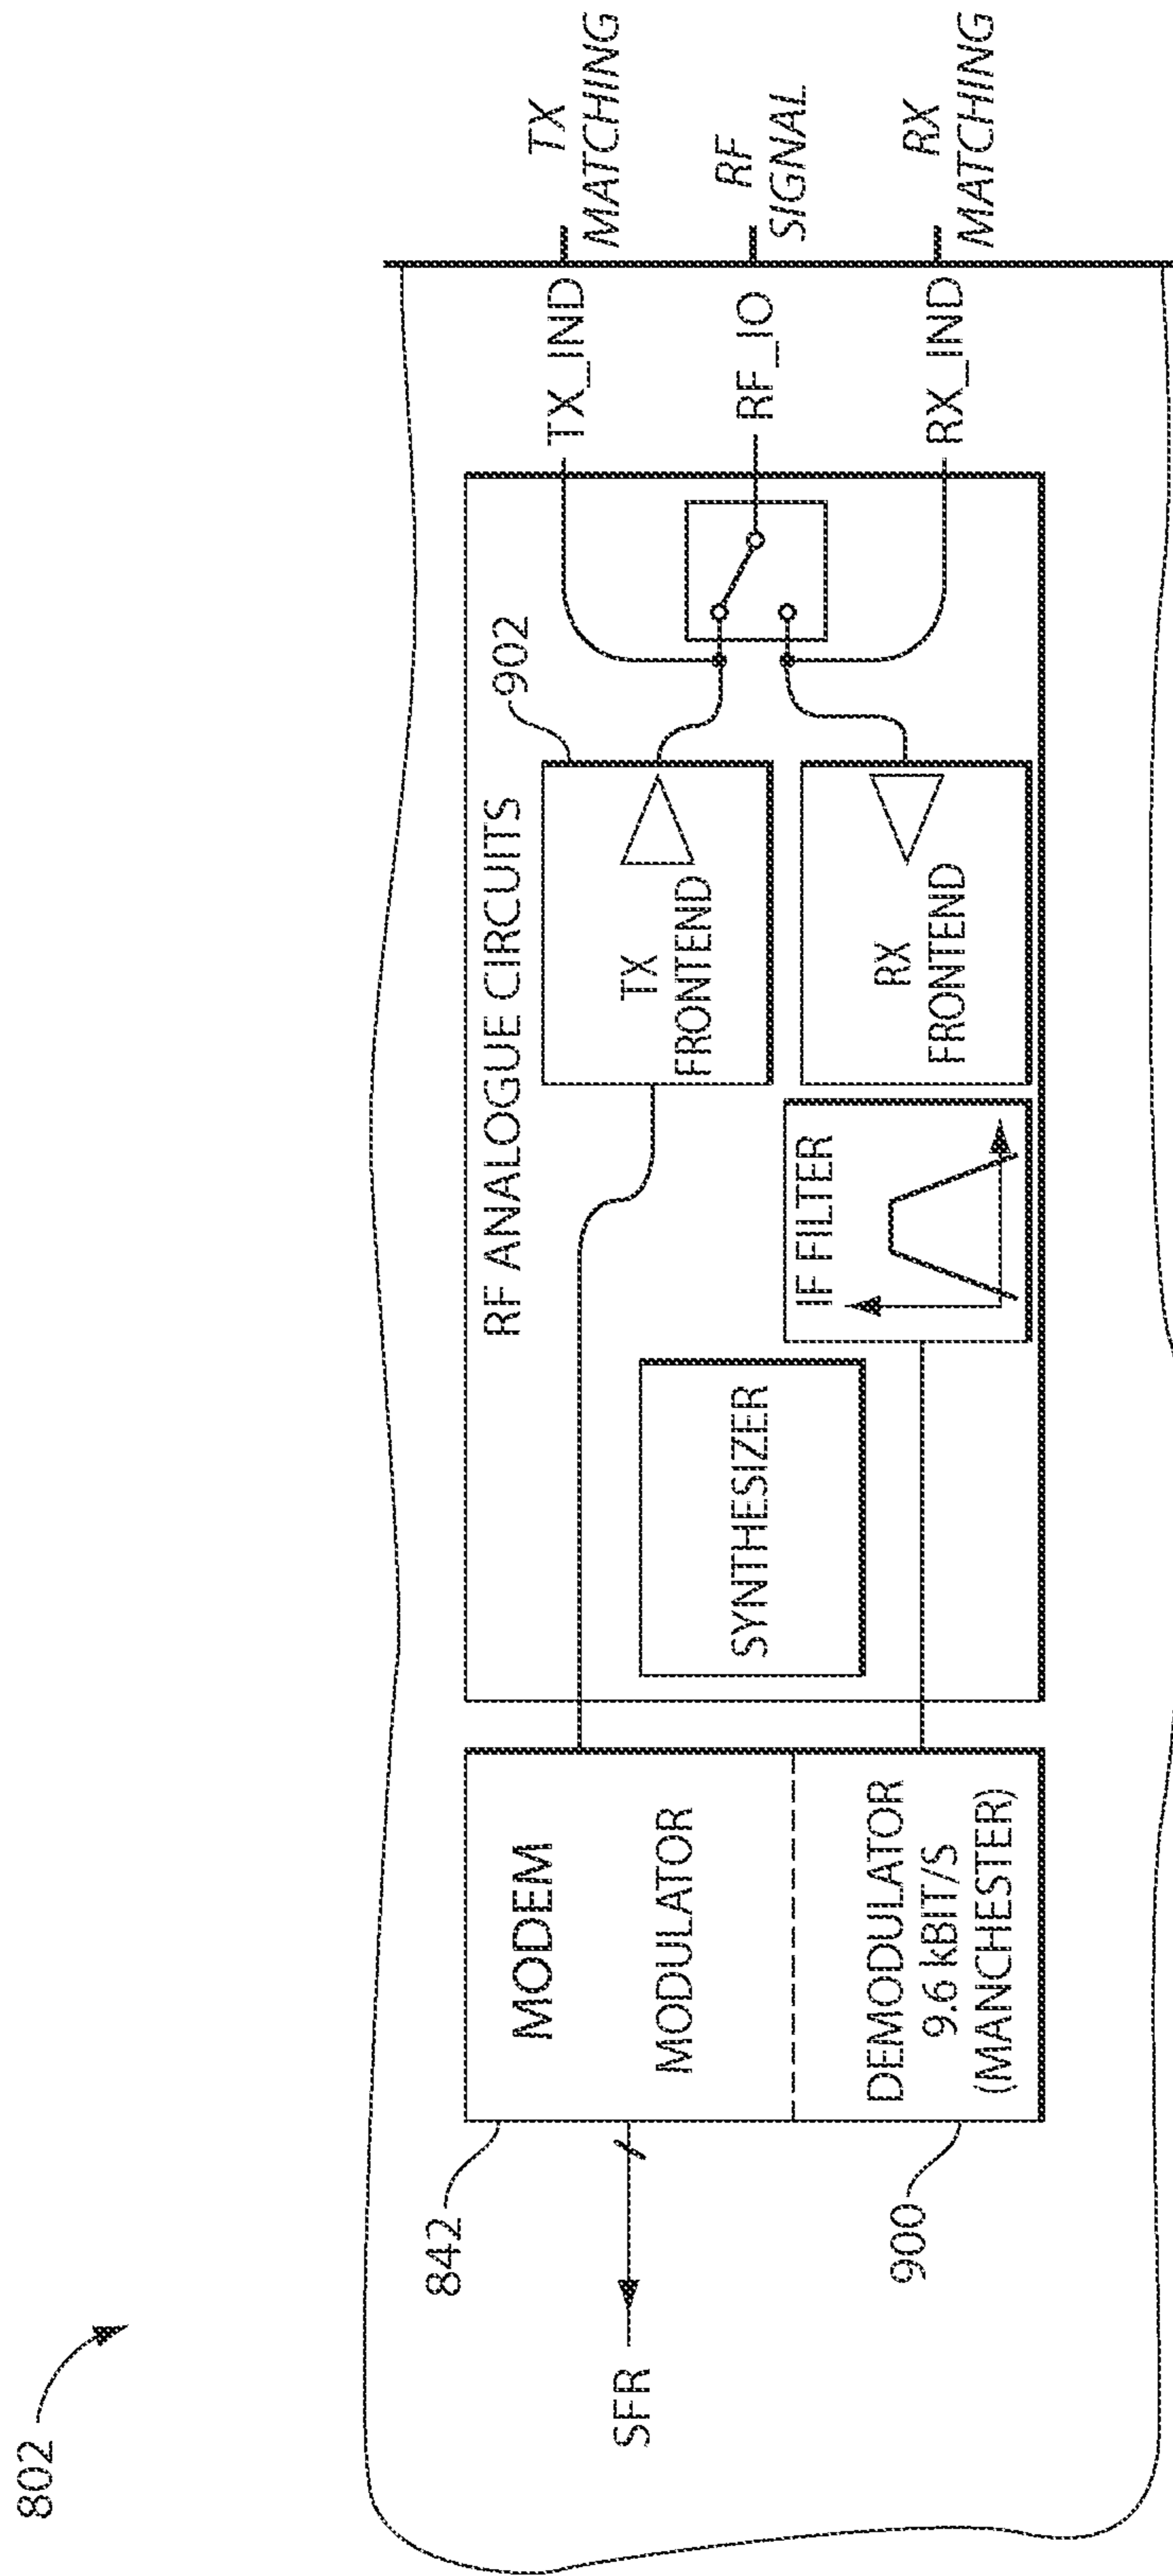 802
842
MODEM
MODULATOR
DEMODULATOR
9.6 kBIT/S
(MANCHESTER)
900
SFR
RF ANALOGUE CIRCUITS
902
SYNTHESIZER
IF FILTER
TX
FRONTEND
RX
FRONTEND
TX_IND
RF_IO
RX_IND
TX
MATCHING
RF
SIGNAL
RX
MATCHING